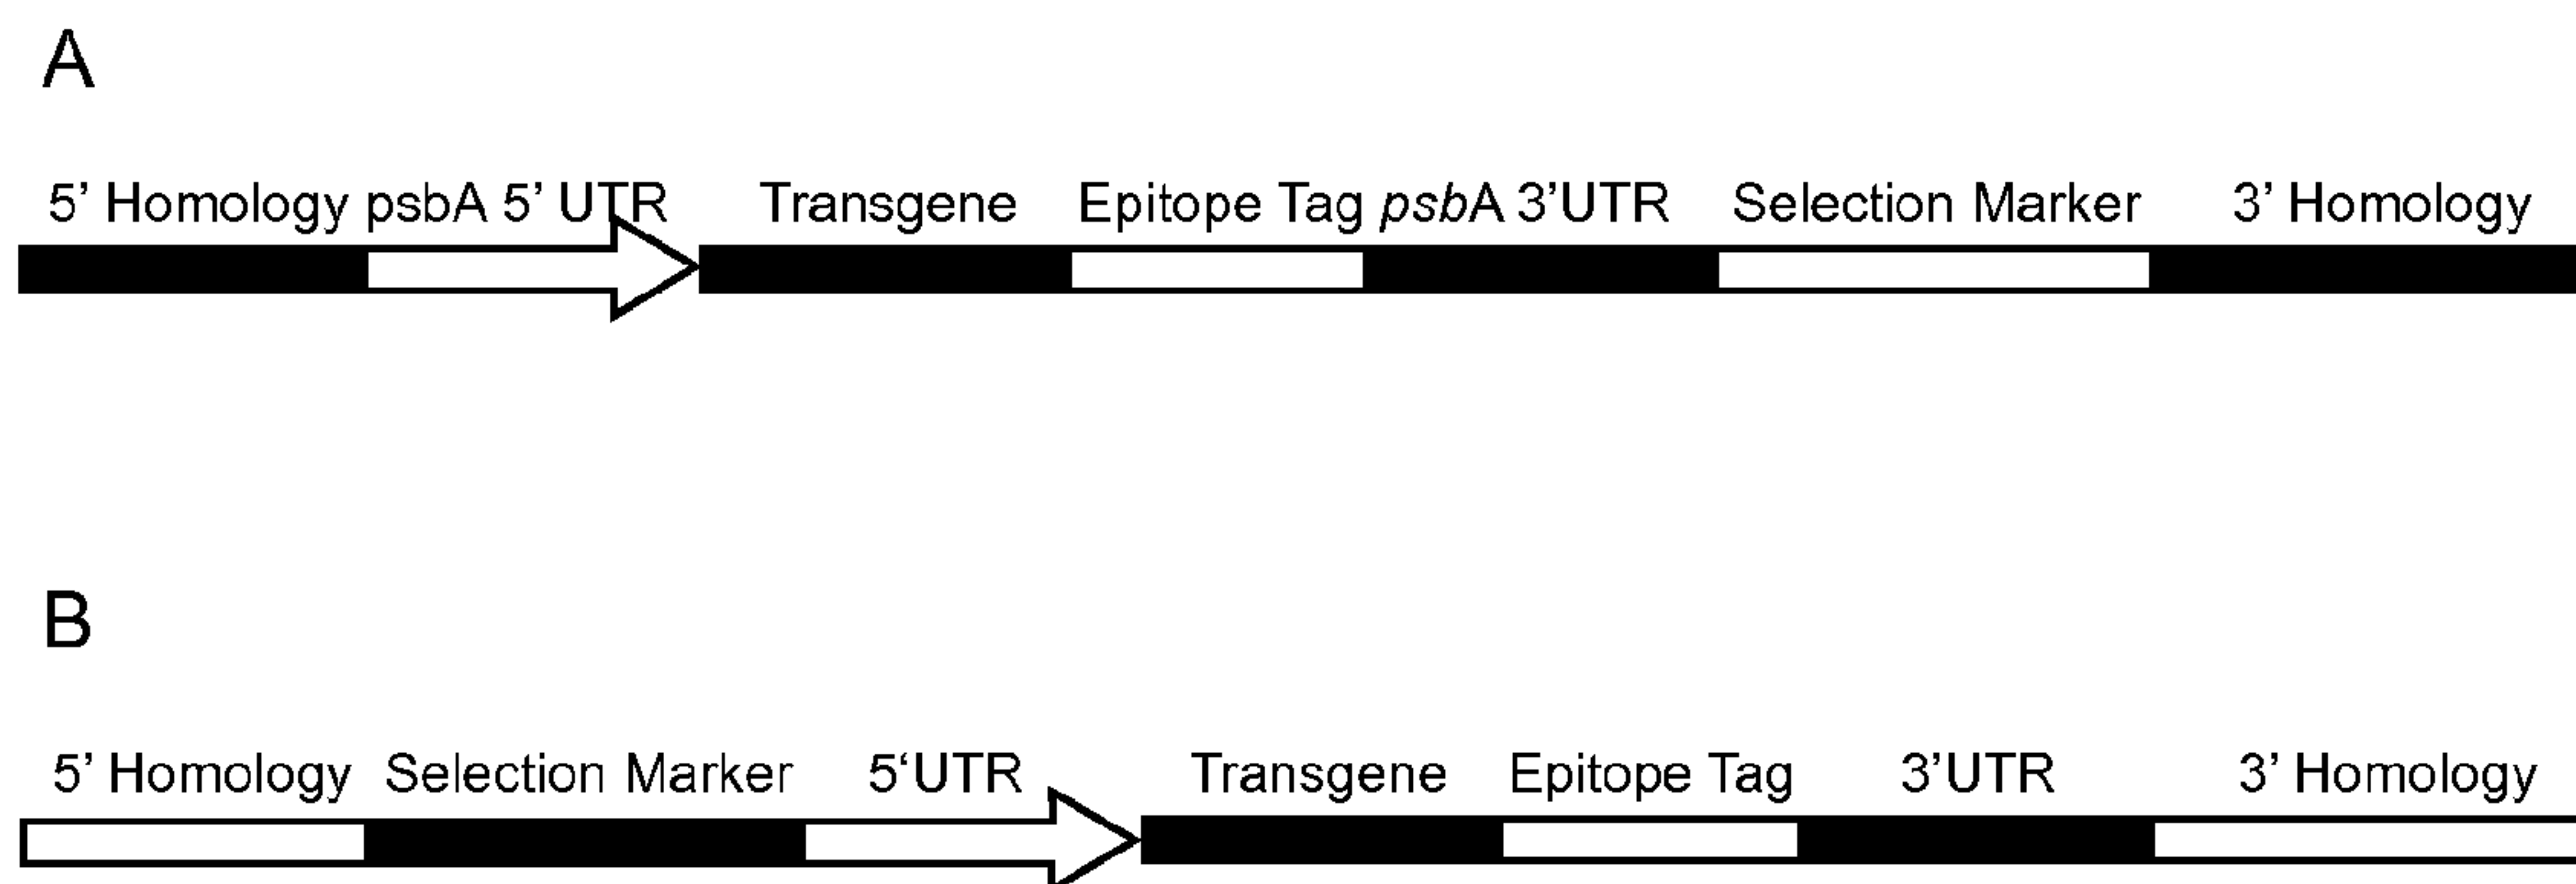 A
5’ Homology psbA 5’ UTR Transgene Epitope Tag psbA 3’UTR Selection Marker 3’ Homology
B
5’ Homology Selection Marker 5‘UTR Transgene Epitope Tag 3’UTR 3’ Homology